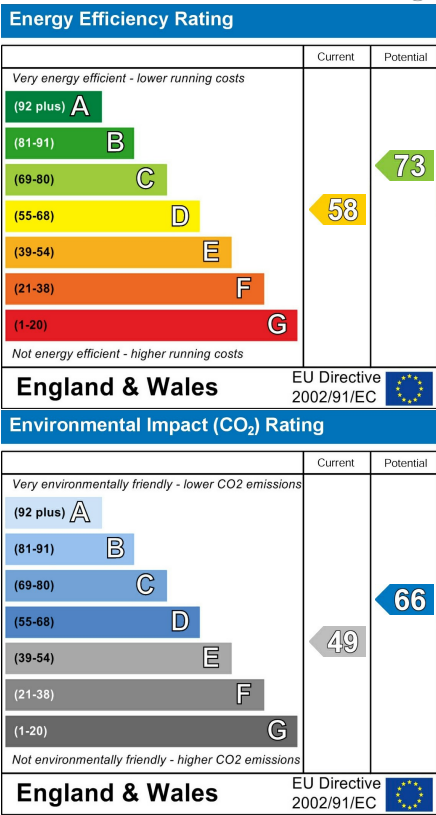 Energy Efficiency Rating
Current Potential
Very energy efficient - lower running costs
(92 plus) A
(81-91) B
(69-80) C
73
(55-68) D
58
(39-54) E
(21-38) F
(1-20) G
Not energy efficient - higher running costs
England & Wales
EU Directive
2002/91/EC
Environmental Impact (CO₂) Rating
Current Potential
Very environmentally friendly - lower CO2 emissions
(92 plus) A
(81-91) B
(69-80) C
66
(55-68) D
(39-54) E
49
(21-38) F
(1-20) G
Not environmentally friendly - higher CO2 emissions
England & Wales
EU Directive
2002/91/EC